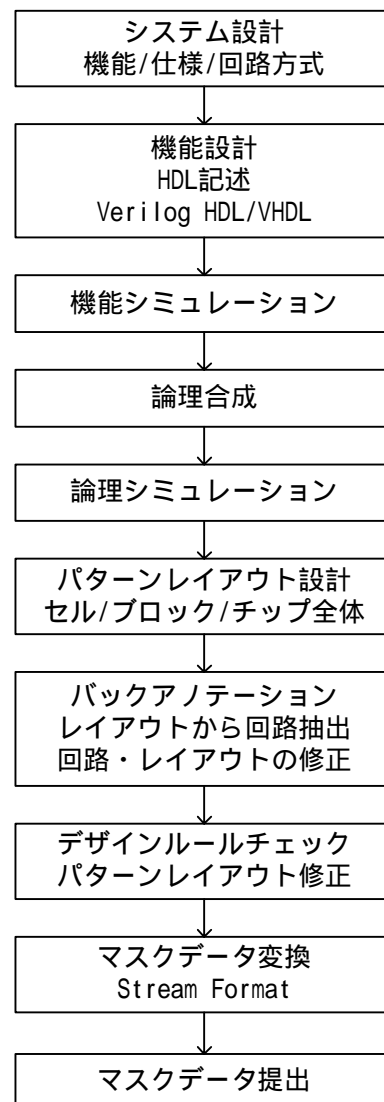 システム設計
機能/仕様/回路方式
機能設計
HDL記述
Verilog HDL/VHDL
機能シミュレーション
論理合成
論理シミュレーション
パターンレイアウト設計
セル/ブロック/チップ全体
バックアノテーション
レイアウトから回路抽出
回路・レイアウトの修正
デザインルールチェック
パターンレイアウト修正
マスクデータ変換
Stream Format
マスクデータ提出